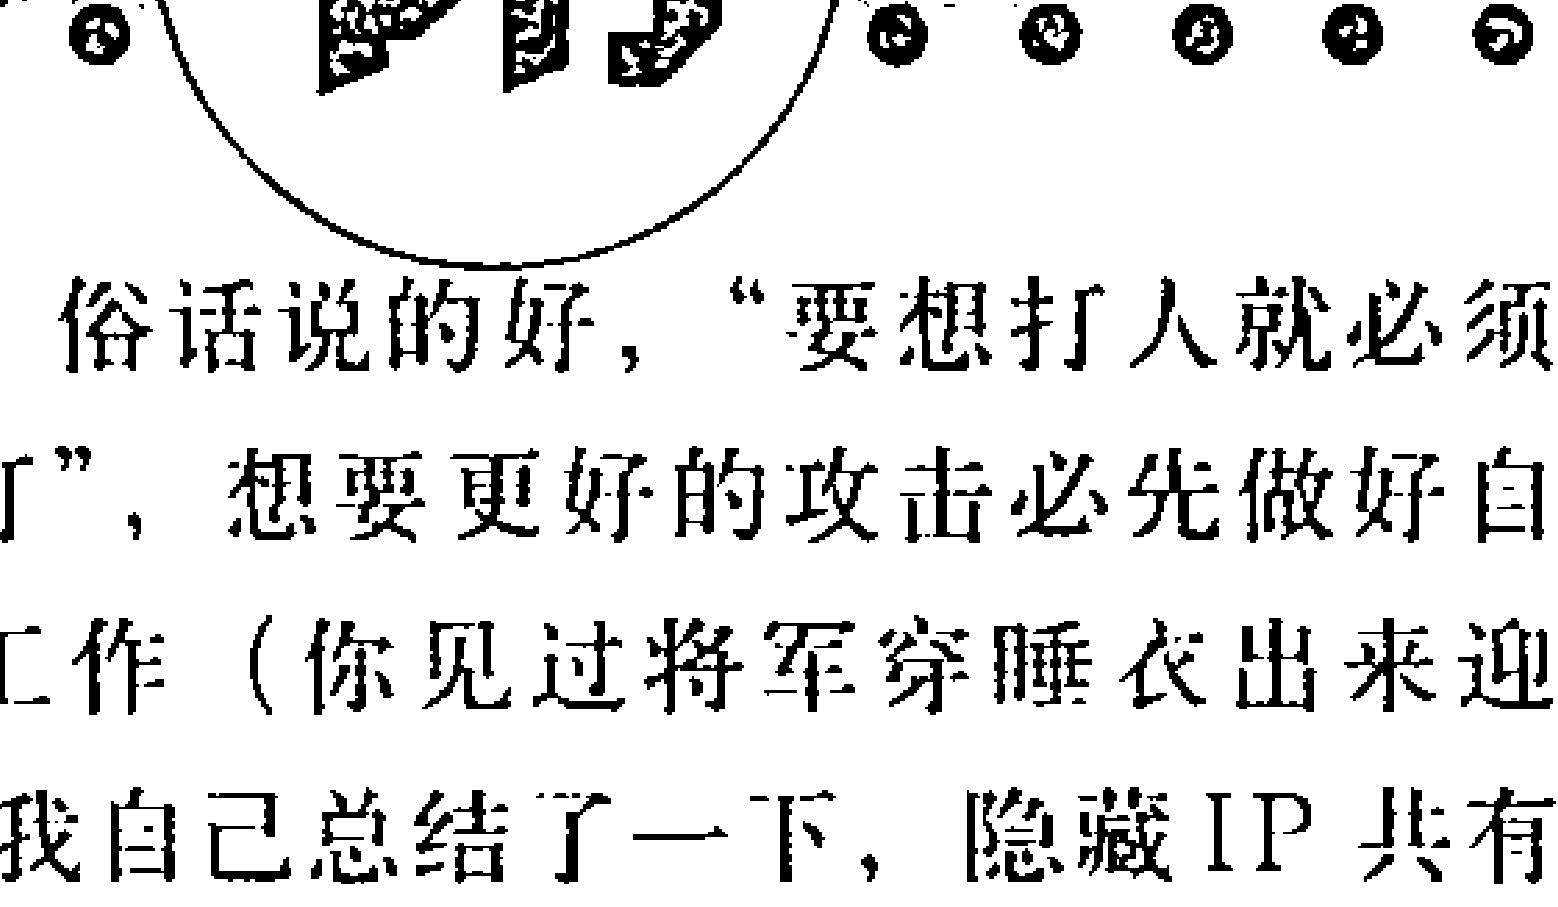 俗话说的好，“要想打人就必须
”，想要更好的攻击必先做好自
工作（你见过将军穿睡衣出来迎
我自己总结了一下，隐藏IP共有